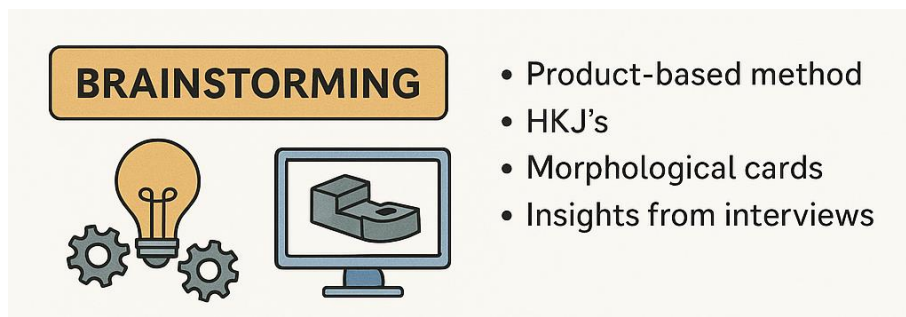 BRAINSTORMING
• Product-based method
• HKJ’s
• Morphological cards
• Insights from interviews